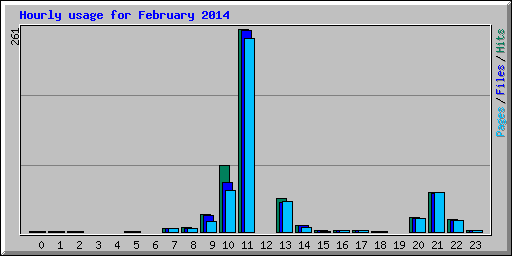 Hourly usage for February 2014
261
Pages/Files/Hits
0 1 2 3 4 5 6 7 8 9 10 11 12 13 14 15 16 17 18 19 20 21 22 23